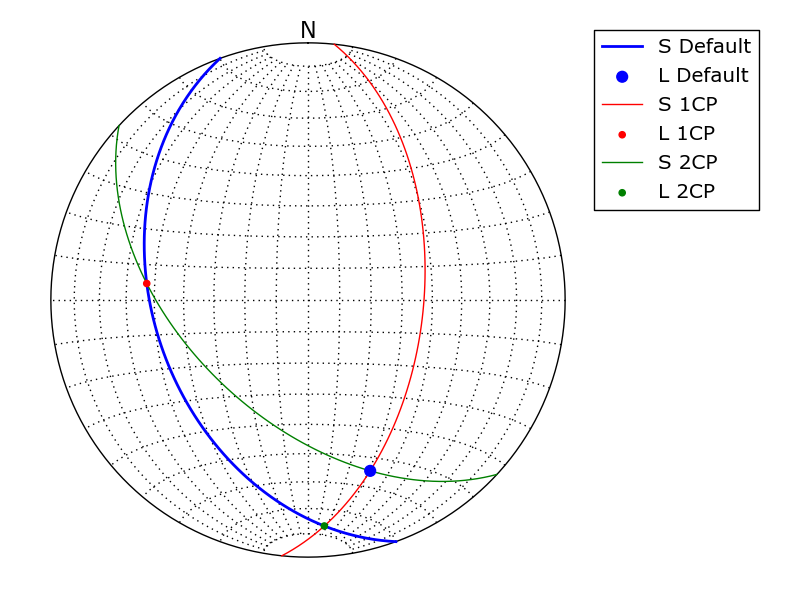 N
S Default
L Default
S 1CP
L 1CP
S 2CP
L 2CP